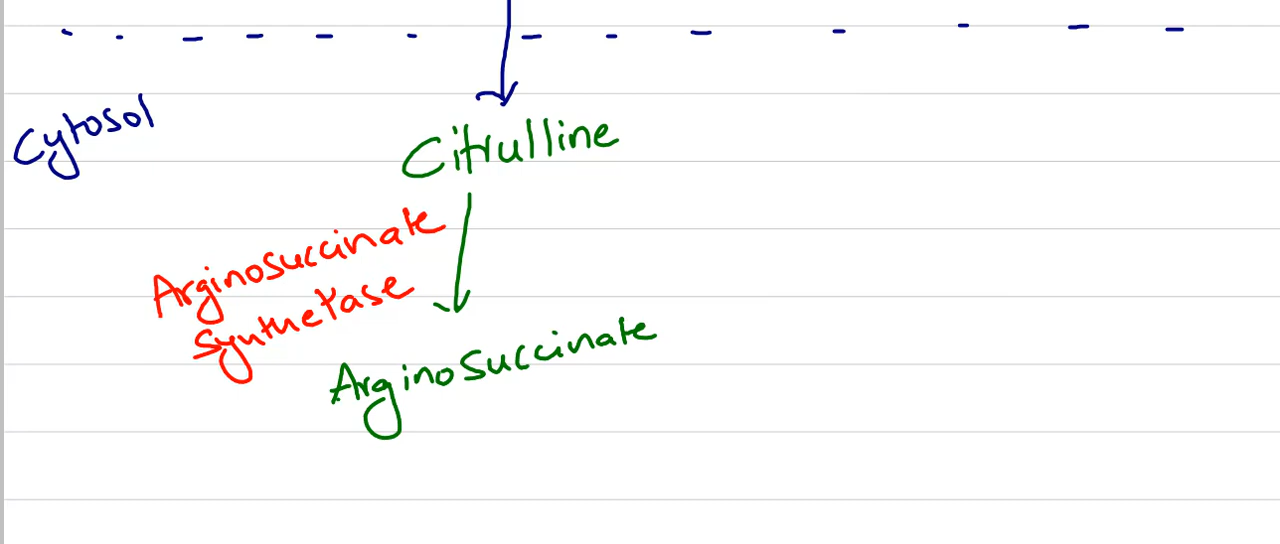 Cytosol
Citrulline
Arginosuccinate
Synthetase
Arginosuccinate